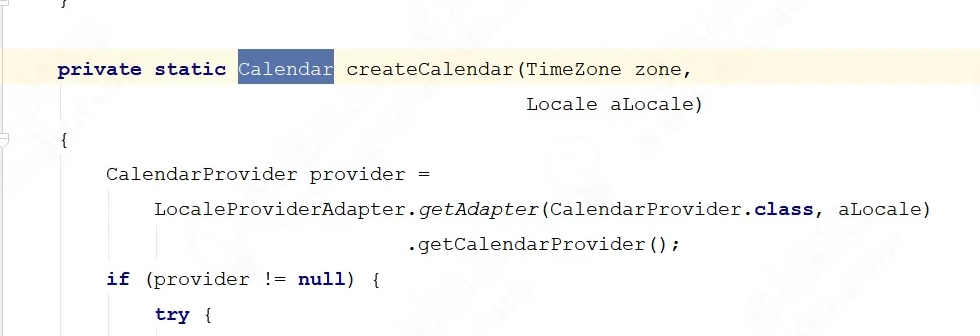 }
private static Calendar createCalendar(TimeZone zone,
Locale aLocale)
{
CalendarProvider provider =
LocaleProviderAdapter.getAdapter(CalendarProvider.class, aLocale)
.getCalendarProvider();
if (provider != null) {
try {